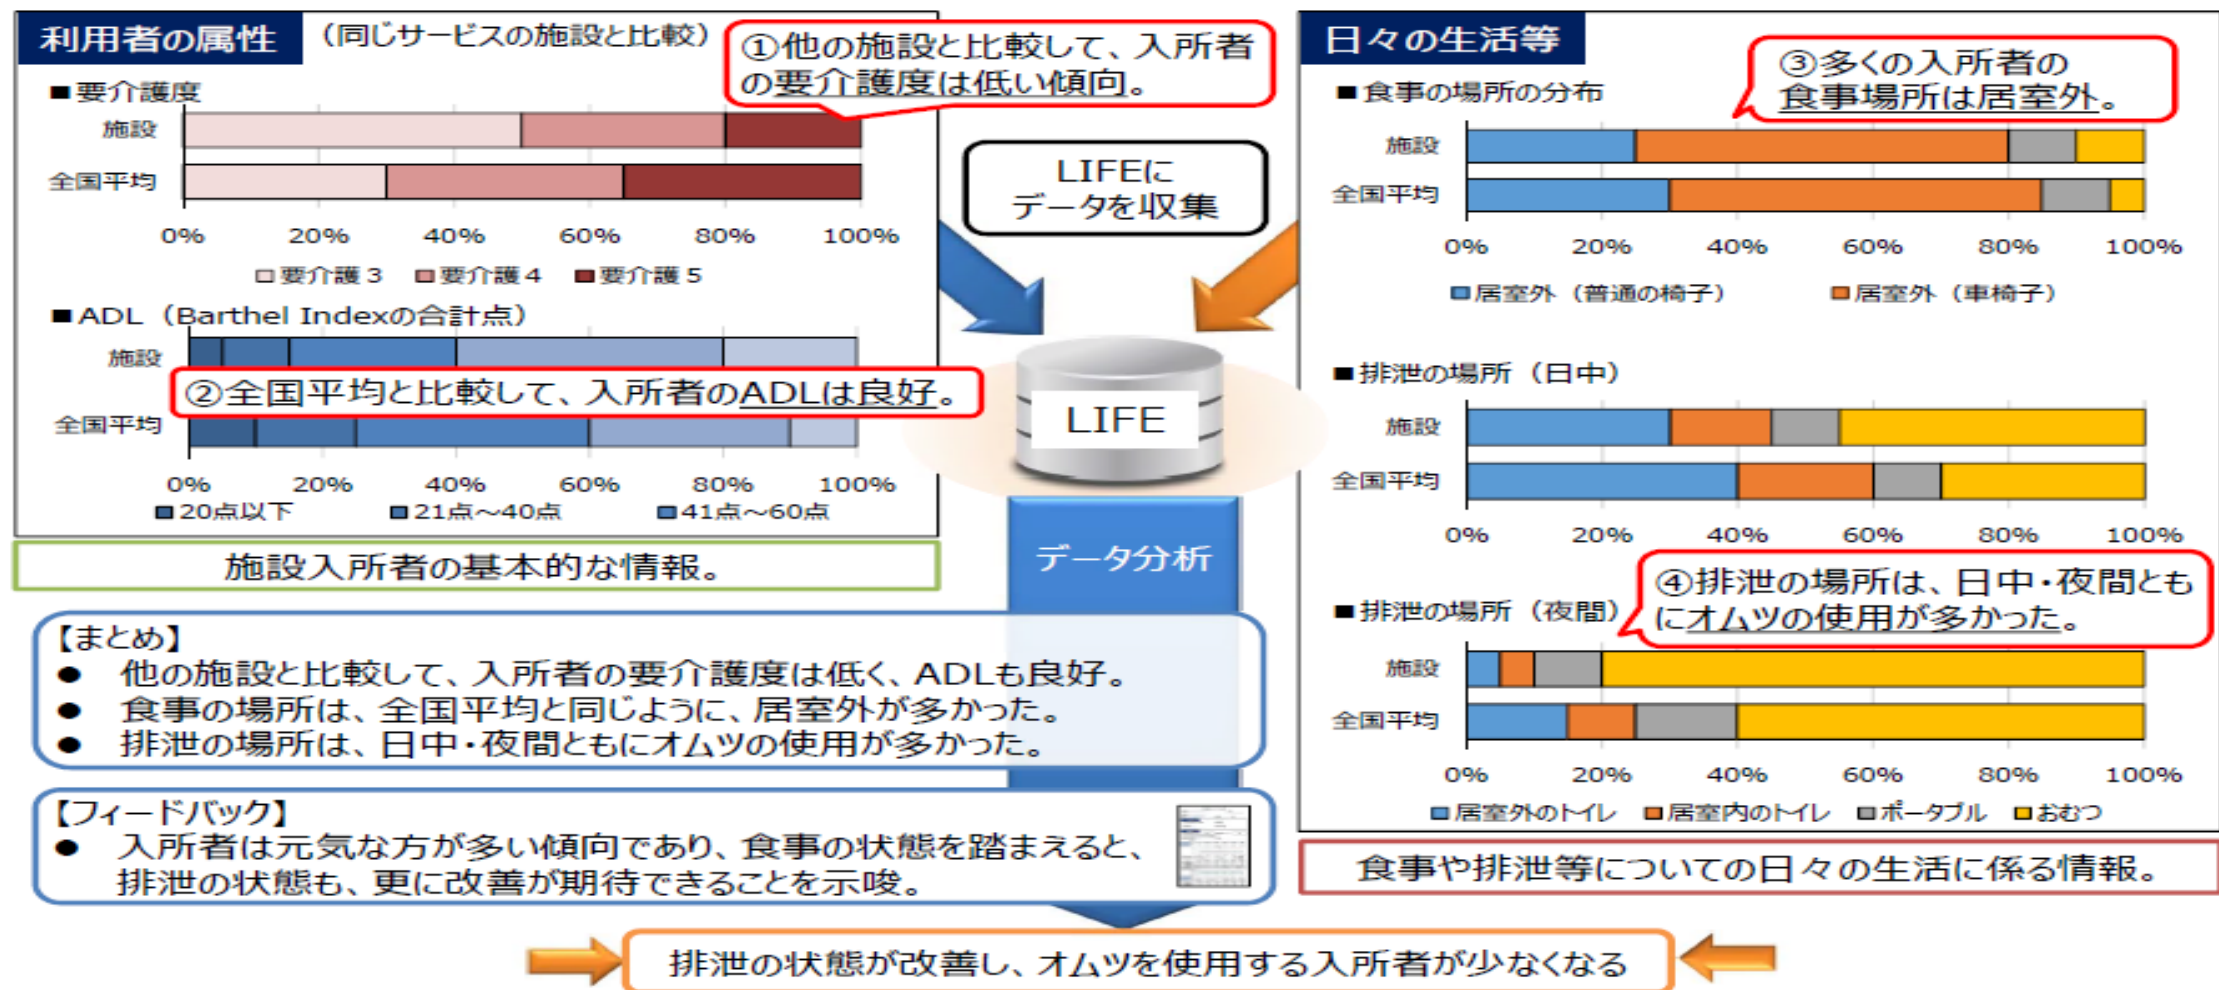 利用者の属性
(同じサービスの施設と比較)
①他の施設と比較して、入所者
の要介護度は低い傾向。
■要介護度
施設
全国平均
0% 20% 40% 60% 80% 100%
要介護3 要介護4 要介護5
■ADL（Barthel Indexの合計点）
施設
②全国平均と比較して、入所者のADLは良好。
全国平均
0% 20% 40% 60% 80% 100%
20点以下 21点～40点 41点～60点
施設入所者の基本的な情報。
LIFEに
データを収集
LIFE
データ分析
日々の生活等
③多くの入所者の
食事場所は居室外。
■食事の場所の分布
施設
全国平均
0% 20% 40% 60% 80% 100%
居室外（普通の椅子） 居室外（車椅子）
■排泄の場所（日中）
施設
全国平均
0% 20% 40% 60% 80% 100%
④排泄の場所は、日中・夜間とも
にオムツの使用が多かった。
■排泄の場所（夜間）
施設
全国平均
0% 20% 40% 60% 80% 100%
居室外のトイレ 居室内のトイレ ポータブル おむつ
食事や排泄等についての日々の生活に係る情報。
【まとめ】
● 他の施設と比較して、入所者の要介護度は低く、ADLも良好。
● 食事の場所は、全国平均と同じように、居室外が多かった。
● 排泄の場所は、日中・夜間ともにオムツの使用が多かった。
【フィードバック】
● 入所者は元気な方が多い傾向であり、食事の状態を踏まえると、
排泄の状態も、更に改善が期待できることを示唆。
排泄の状態が改善し、オムツを使用する入所者が少なくなる